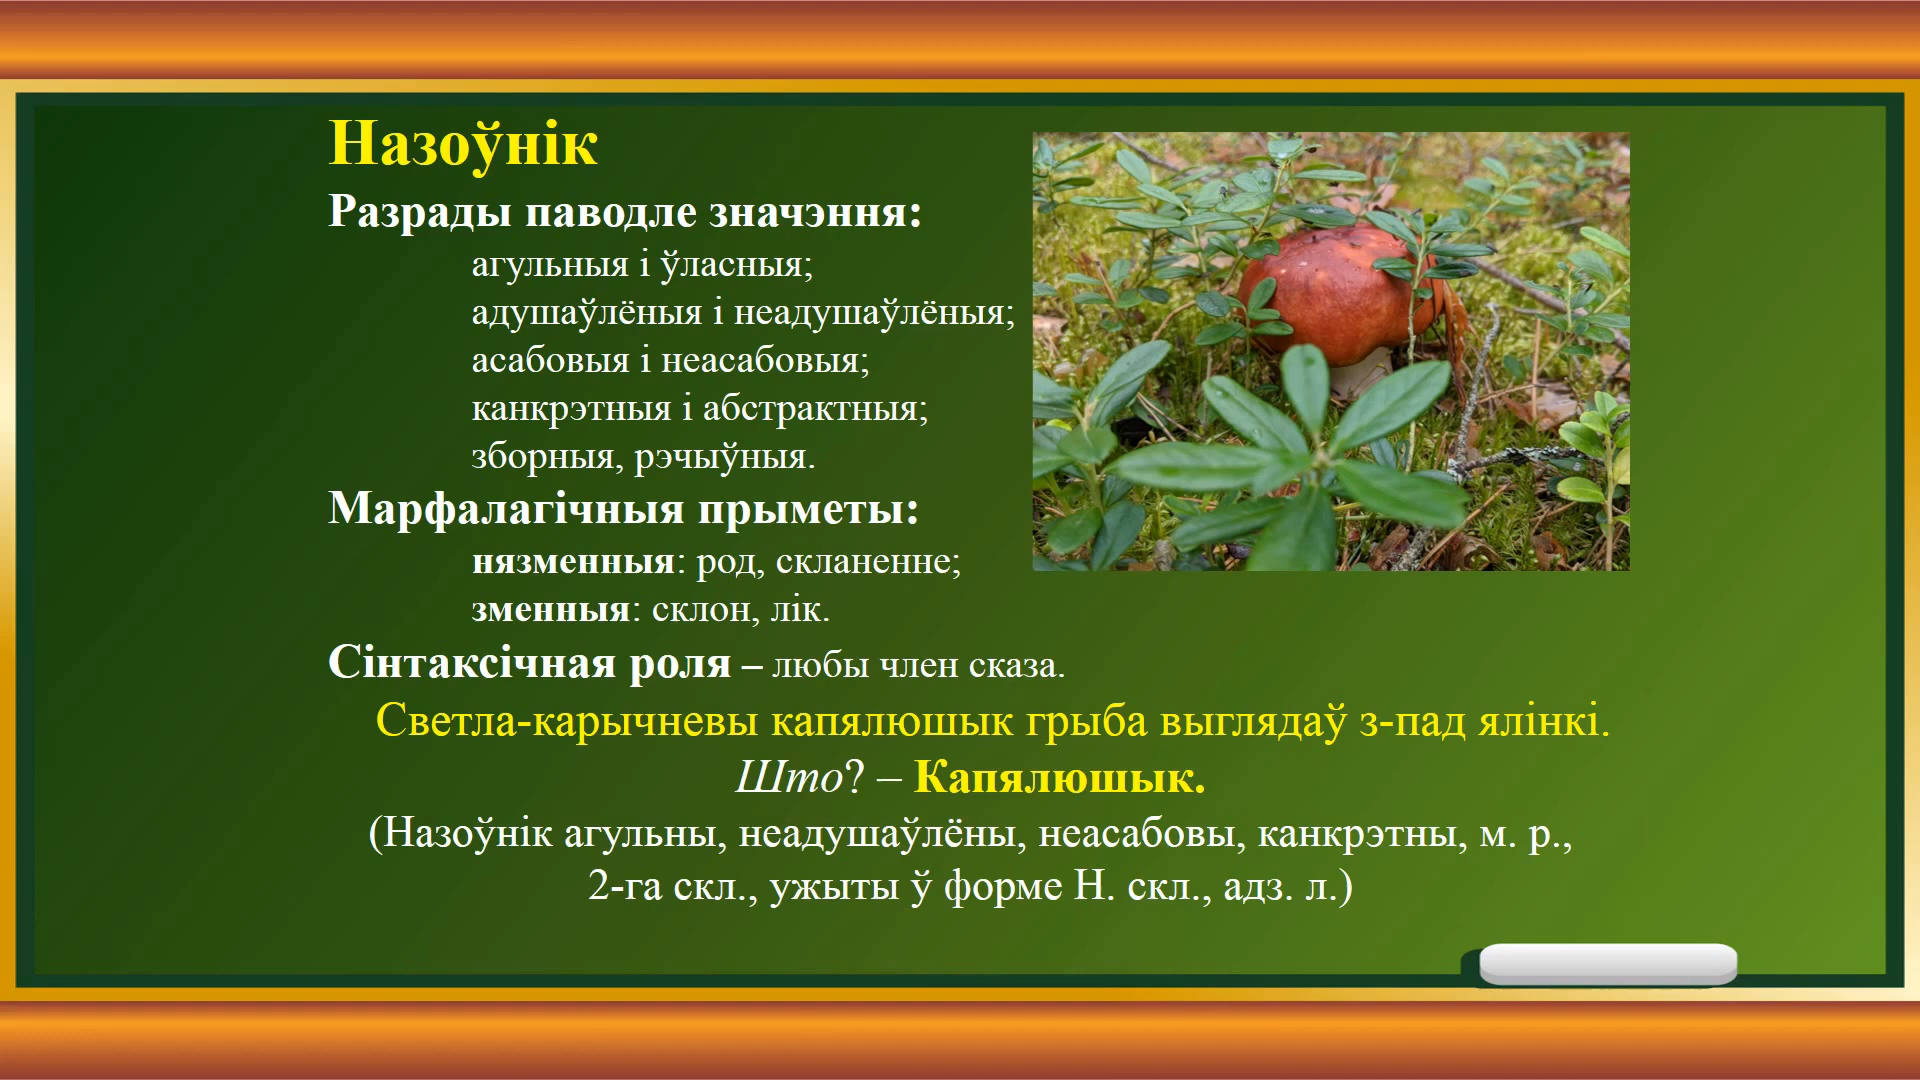 Назоўнік
Разрады паводле значэння:
агульныя і ўласныя;
адушаўлёныя і неадушаўлёныя;
асабовыя і неасабовыя;
канкрэтныя і абстрактныя;
зборныя, рэчыўныя.
Марфалагічныя прыметы:
нязменныя: род, скланенне;
зменныя: склон, лік.
Сінтаксічная роля – любы член сказа.
Светла-карычневы капялюшык грыба выглядаў з-пад ялінкі.
Што? – Капялюшык.
(Назоўнік агульны, неадушаўлёны, неасабовы, канкрэтны, м. р.,
2-га скл., ужыты ў форме Н. скл., адз. л.)